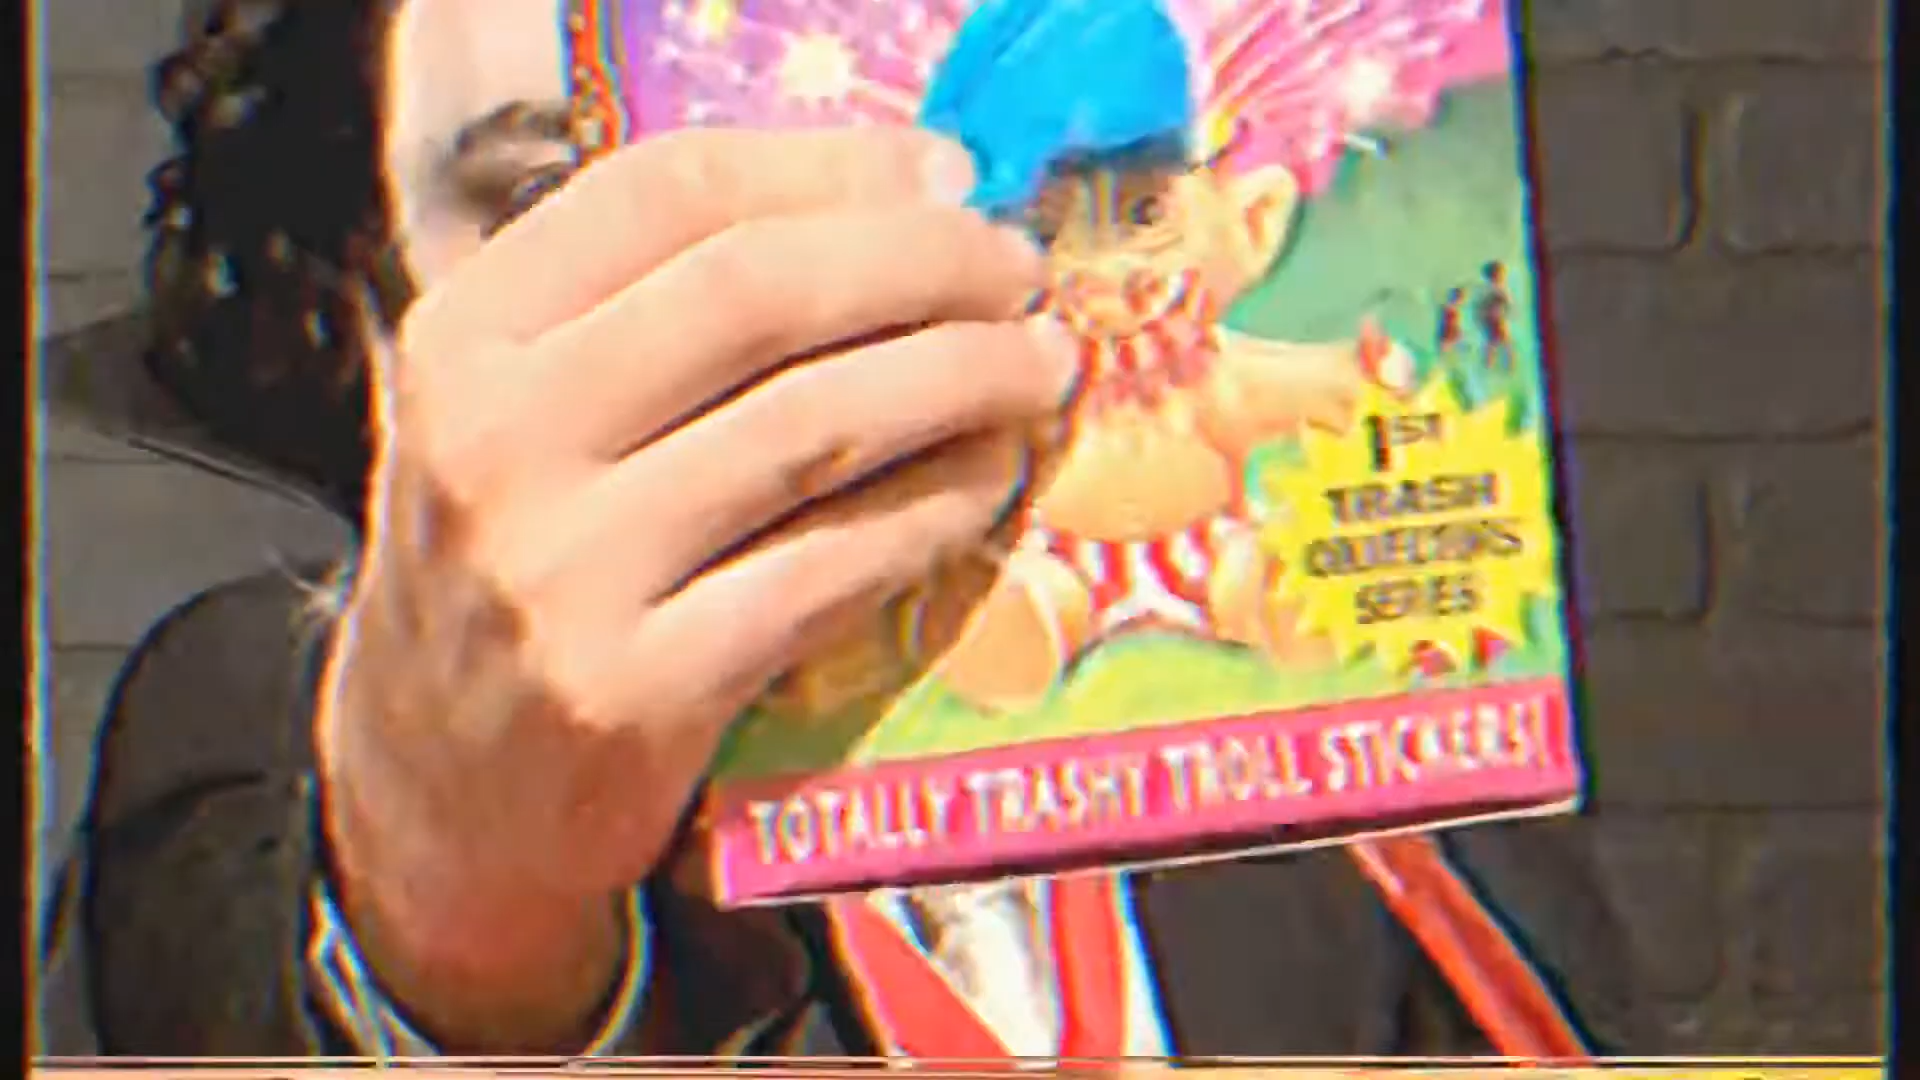 1ST
TRASH
COLLECTORS
SERIES
TOTALLY TRASHY TROLL STICKERS!